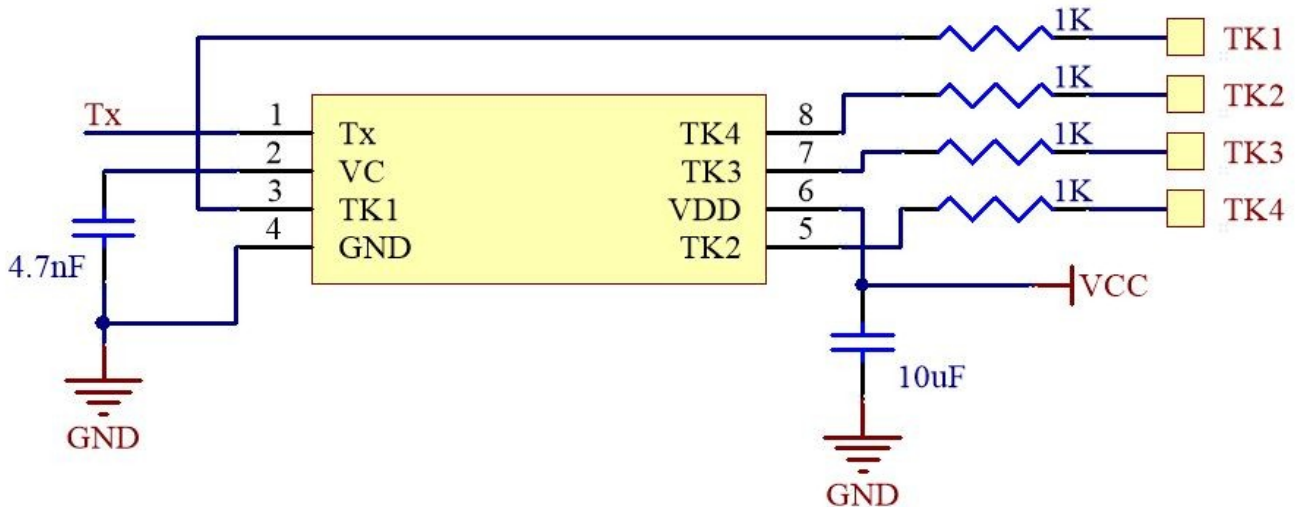 1K TK1
1K TK2
Tx 1 Tx TK4 8
1K TK3
2 VC TK3 7
1K TK4
3 TK1 VDD 6
4 GND TK2 5
4.7nF
VCC
10uF
GND
GND